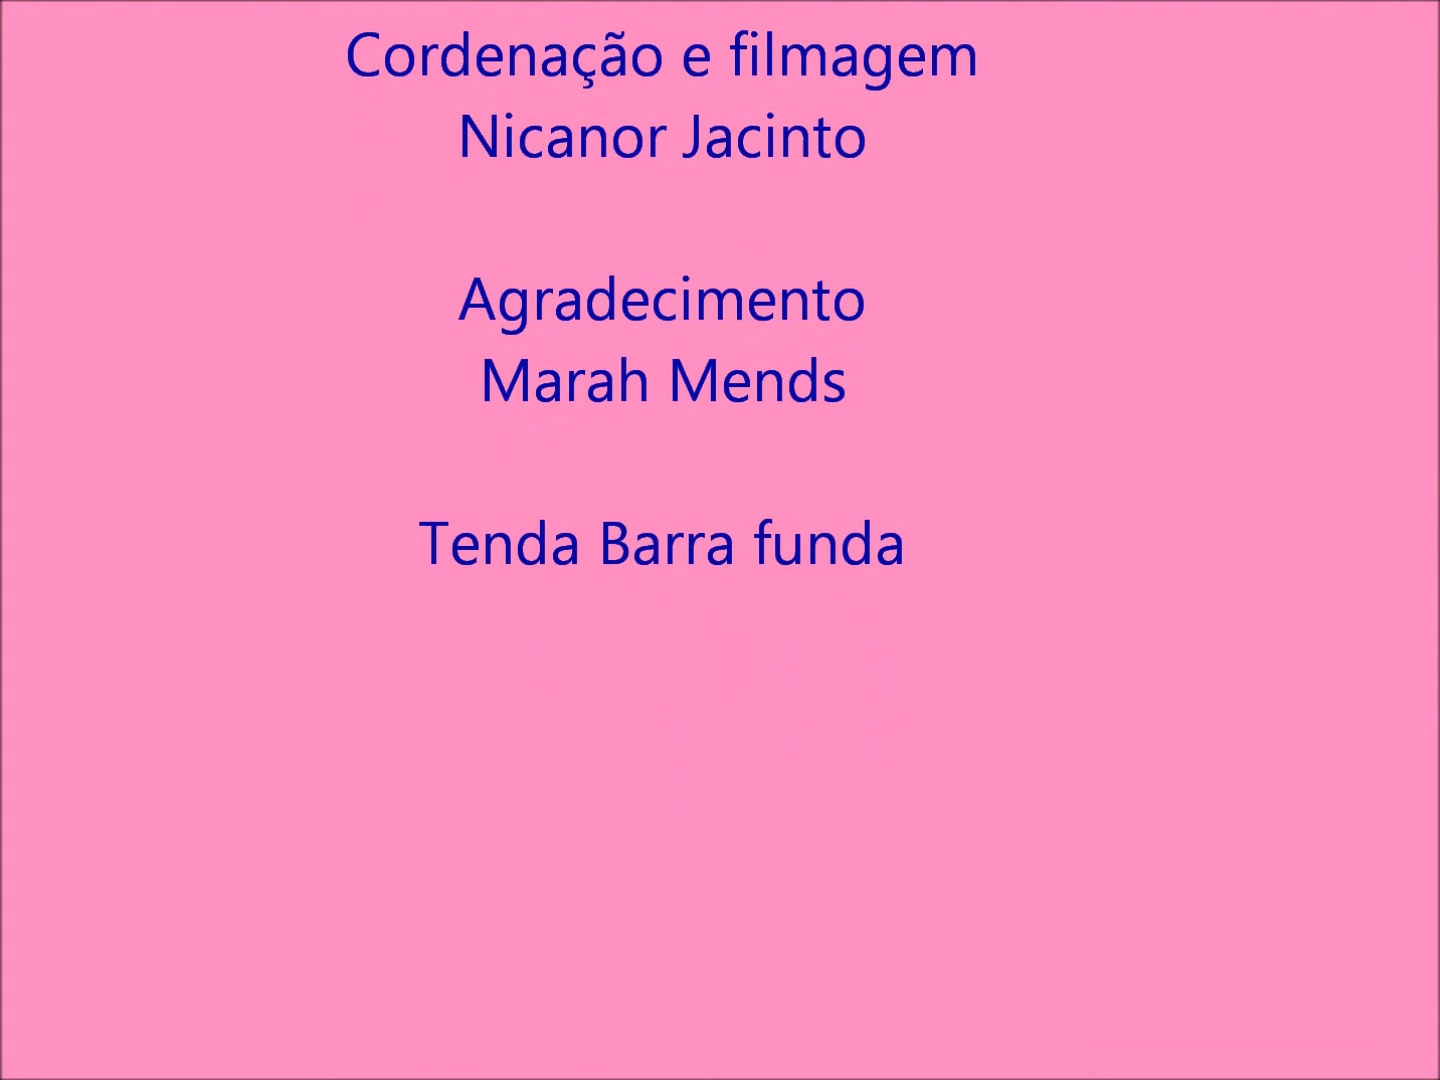 Cordenação e filmagem
Nicanor Jacinto
Agradecimento
Marah Mends
Tenda Barra funda